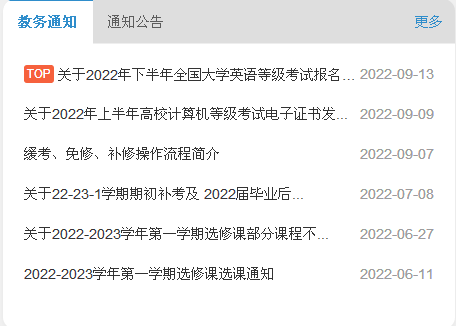 教务通知 通知公告 更多
TOP 关于2022年下半年全国大学英语等级考试报名... 2022-09-13
关于2022年上半年高校计算机等级考试电子证书发... 2022-09-09
缓考、免修、补修操作流程简介 2022-09-07
关于22-23-1学期期初补考及 2022届毕业后... 2022-07-08
关于2022-2023学年第一学期选修课部分课程不... 2022-06-27
2022-2023学年第一学期选修课选课通知 2022-06-11